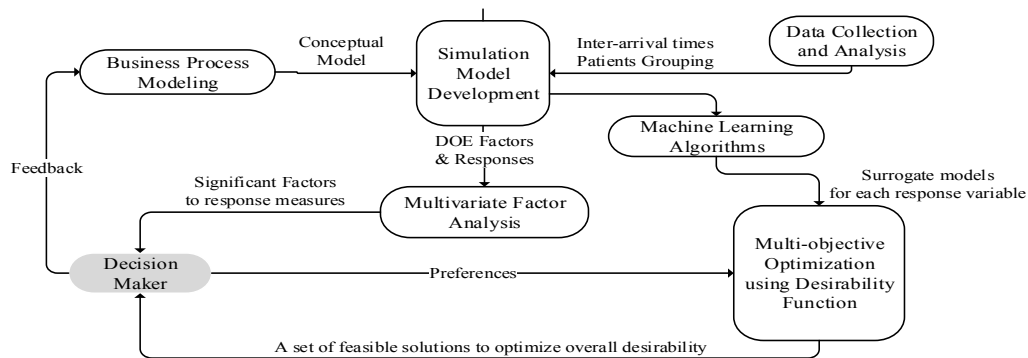 Conceptual
Model
Business Process
Modeling
Simulation
Model
Development
Inter-arrival times
Patients Grouping
Data Collection
and Analysis
Machine Learning
Algorithms
DOE Factors
& Responses
Feedback
Significant Factors
to response measures
Multivariate Factor
Analysis
Surrogate models
for each response variable
Decision
Maker
Preferences
Multi-objective
Optimization
using Desirability
Function
A set of feasible solutions to optimize overall desirability